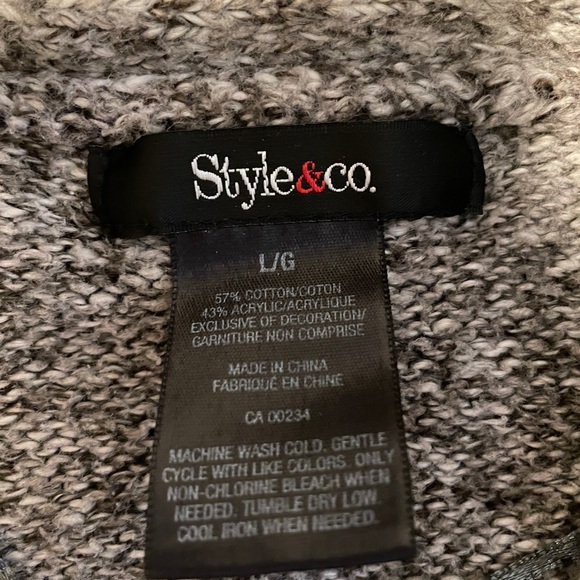 Style&co.
L/G
57% COTTON/COTON
43% ACRYLIC/ACRYLIQUE
EXCLUSIVE OF DECORATION/
GARNITURE NON COMPRISE
MADE IN CHINA
FABRIQUÉ EN CHINE
CA 00234
MACHINE WASH COLD, GENTLE
CYCLE WITH LIKE COLORS. ONLY
NON-CHLORINE BLEACH WHEN
NEEDED. TUMBLE DRY LOW.
COOL IRON WHEN NEEDED.